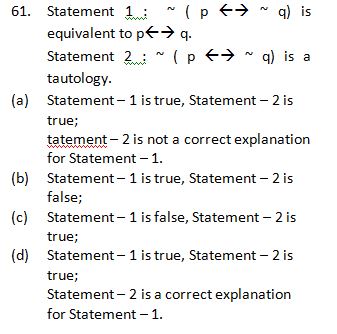 61. Statement 1 : ~ ( p ↔ ~ q) is
equivalent to p↔ q.
Statement 2 : ~ ( p ↔ ~ q) is a
tautology.
(a) Statement – 1 is true, Statement – 2 is
true;
tatement – 2 is not a correct explanation
for Statement – 1.
(b) Statement – 1 is true, Statement – 2 is
false;
(c) Statement – 1 is false, Statement – 2 is
true;
(d) Statement – 1 is true, Statement – 2 is
true;
Statement – 2 is a correct explanation
for Statement – 1.